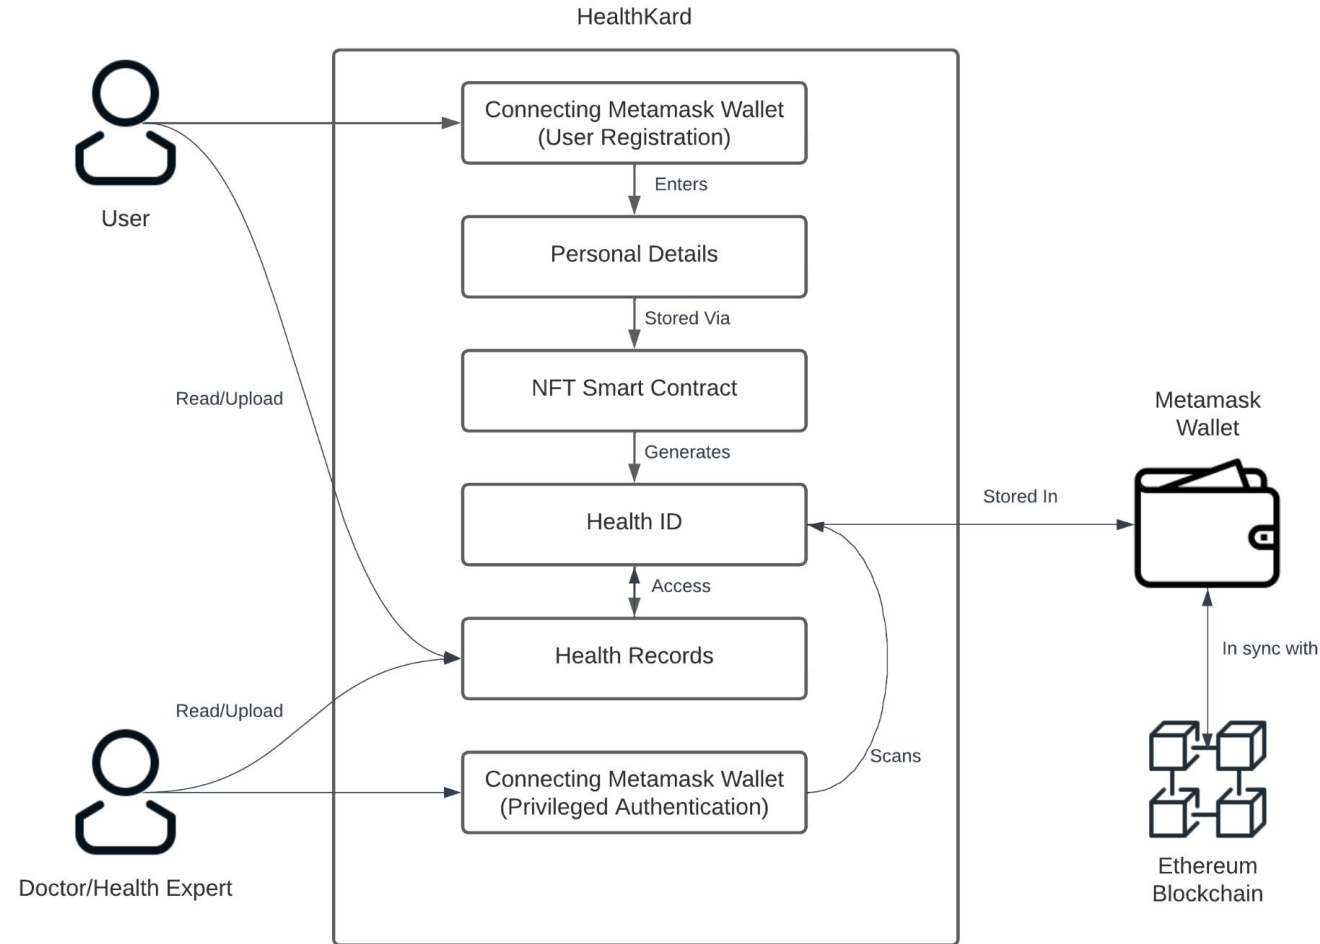 HealthKard
Connecting Metamask Wallet
(User Registration)
Enters
User
Personal Details
Stored Via
NFT Smart Contract
Read/Upload
Metamask
Wallet
Generates
Health ID
Stored In
Access
Health Records
In sync with
Read/Upload
Scans
Connecting Metamask Wallet
(Privileged Authentication)
Doctor/Health Expert
Ethereum
Blockchain